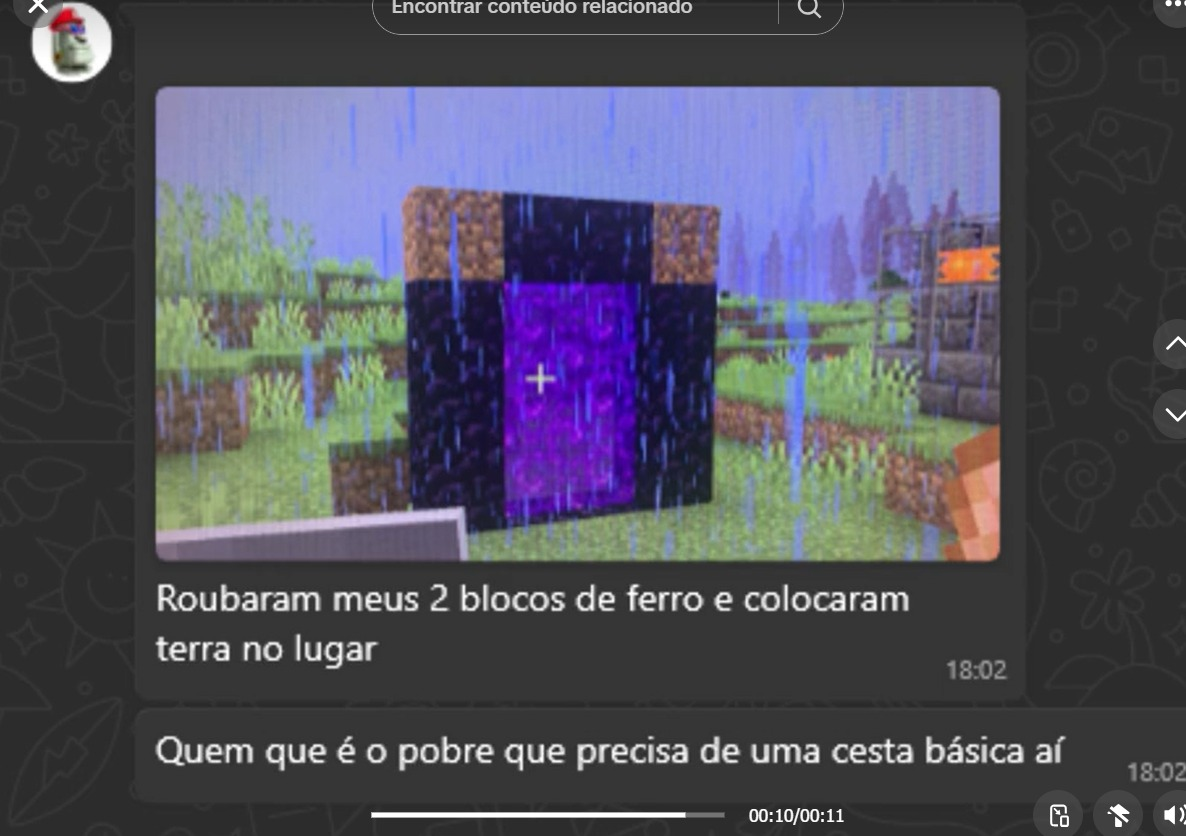 Encontrar conteúdo relacionado
Roubaram meus 2 blocos de ferro e colocaram
terra no lugar
18:02
Quem que é o pobre que precisa de uma cesta básica aí
18:02
00:10/00:11